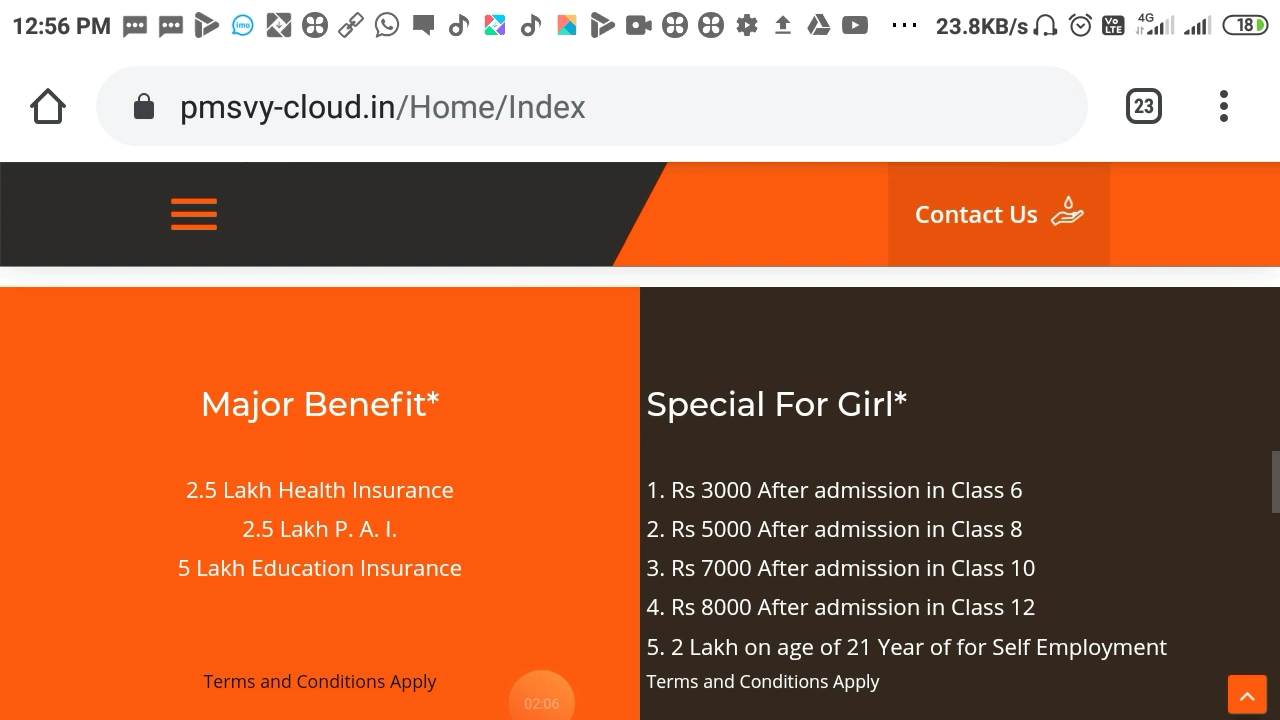 12:56 PM
imo
23.8KB/s
Vo
LTE
4G
18
pmsvy-cloud.in/Home/Index
23
Contact Us
Major Benefit*
2.5 Lakh Health Insurance
2.5 Lakh P. A. I.
5 Lakh Education Insurance
Terms and Conditions Apply
Special For Girl*
1. Rs 3000 After admission in Class 6
2. Rs 5000 After admission in Class 8
3. Rs 7000 After admission in Class 10
4. Rs 8000 After admission in Class 12
5. 2 Lakh on age of 21 Year of for Self Employment
Terms and Conditions Apply
02:06